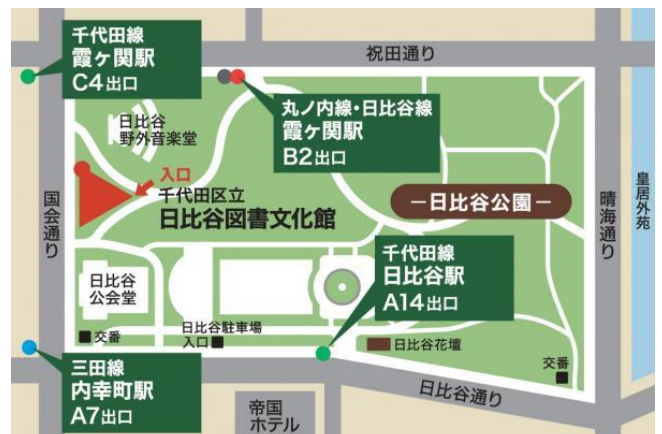 千代田線
霞ヶ関駅
C4出口
祝田通り
丸ノ内線・日比谷線
霞ヶ関駅
B2出口
日比谷
野外音楽堂
入口
千代田区立
日比谷図書文化館
国会通り
ー日比谷公園ー
晴海通り
皇居外苑
千代田線
日比谷駅
A14出口
日比谷
公会堂
交番
日比谷駐車場
入口
日比谷花壇
交番
三田線
内幸町駅
A7出口
帝国
ホテル
日比谷通り